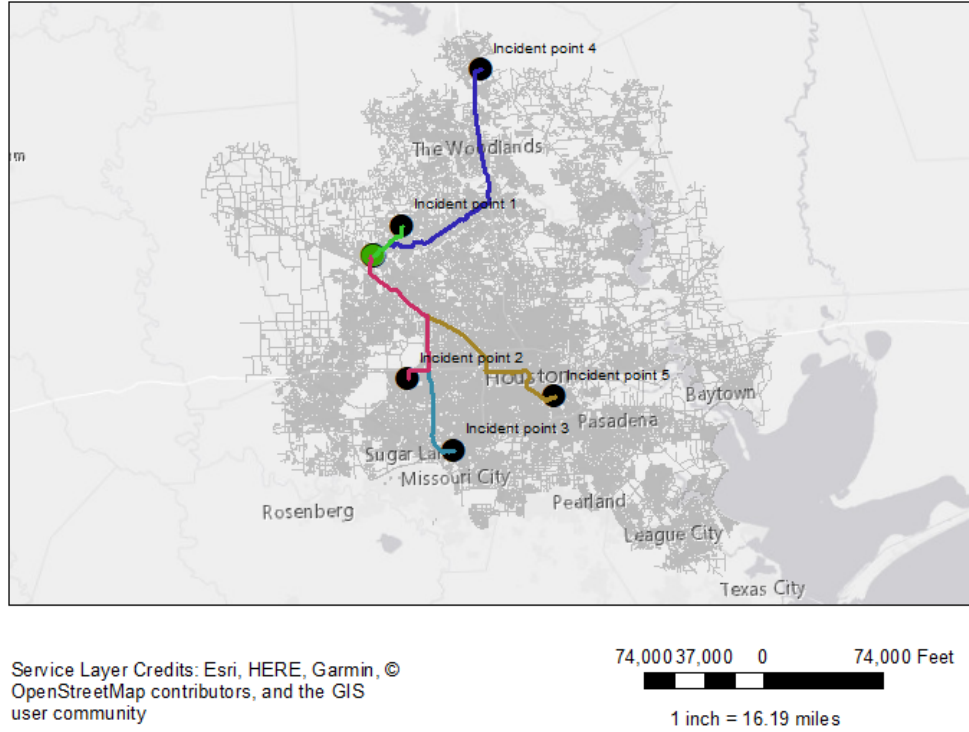 Incident point 4
The Woodlands
m
Incident point 1
Incident point 2
Houston
Incident point 5
Baytown
Pasadena
Incident point 3
Missouri City
Pearland
Rosenberg
League City
Texas City
Service Layer Credits: Esri, HERE, Garmin, ©
OpenStreetMap contributors, and the GIS
user community
74,000 37,000 0 74,000 Feet
1 inch = 16.19 miles